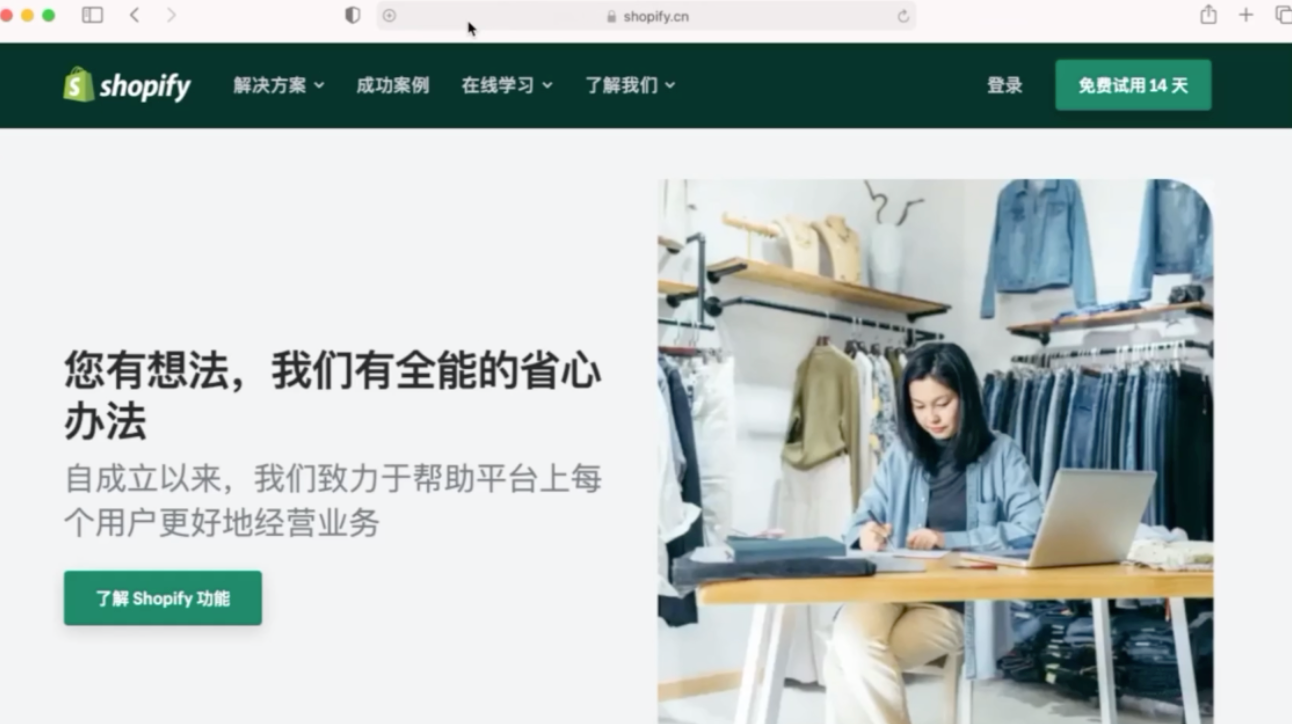 shopify.cn
shopify
解决方案
成功案例
在线学习
了解我们
登录
免费试用 14 天
您有想法，我们有全能的省心
办法
自成立以来，我们致力于帮助平台上每
个用户更好地经营业务
了解 Shopify 功能